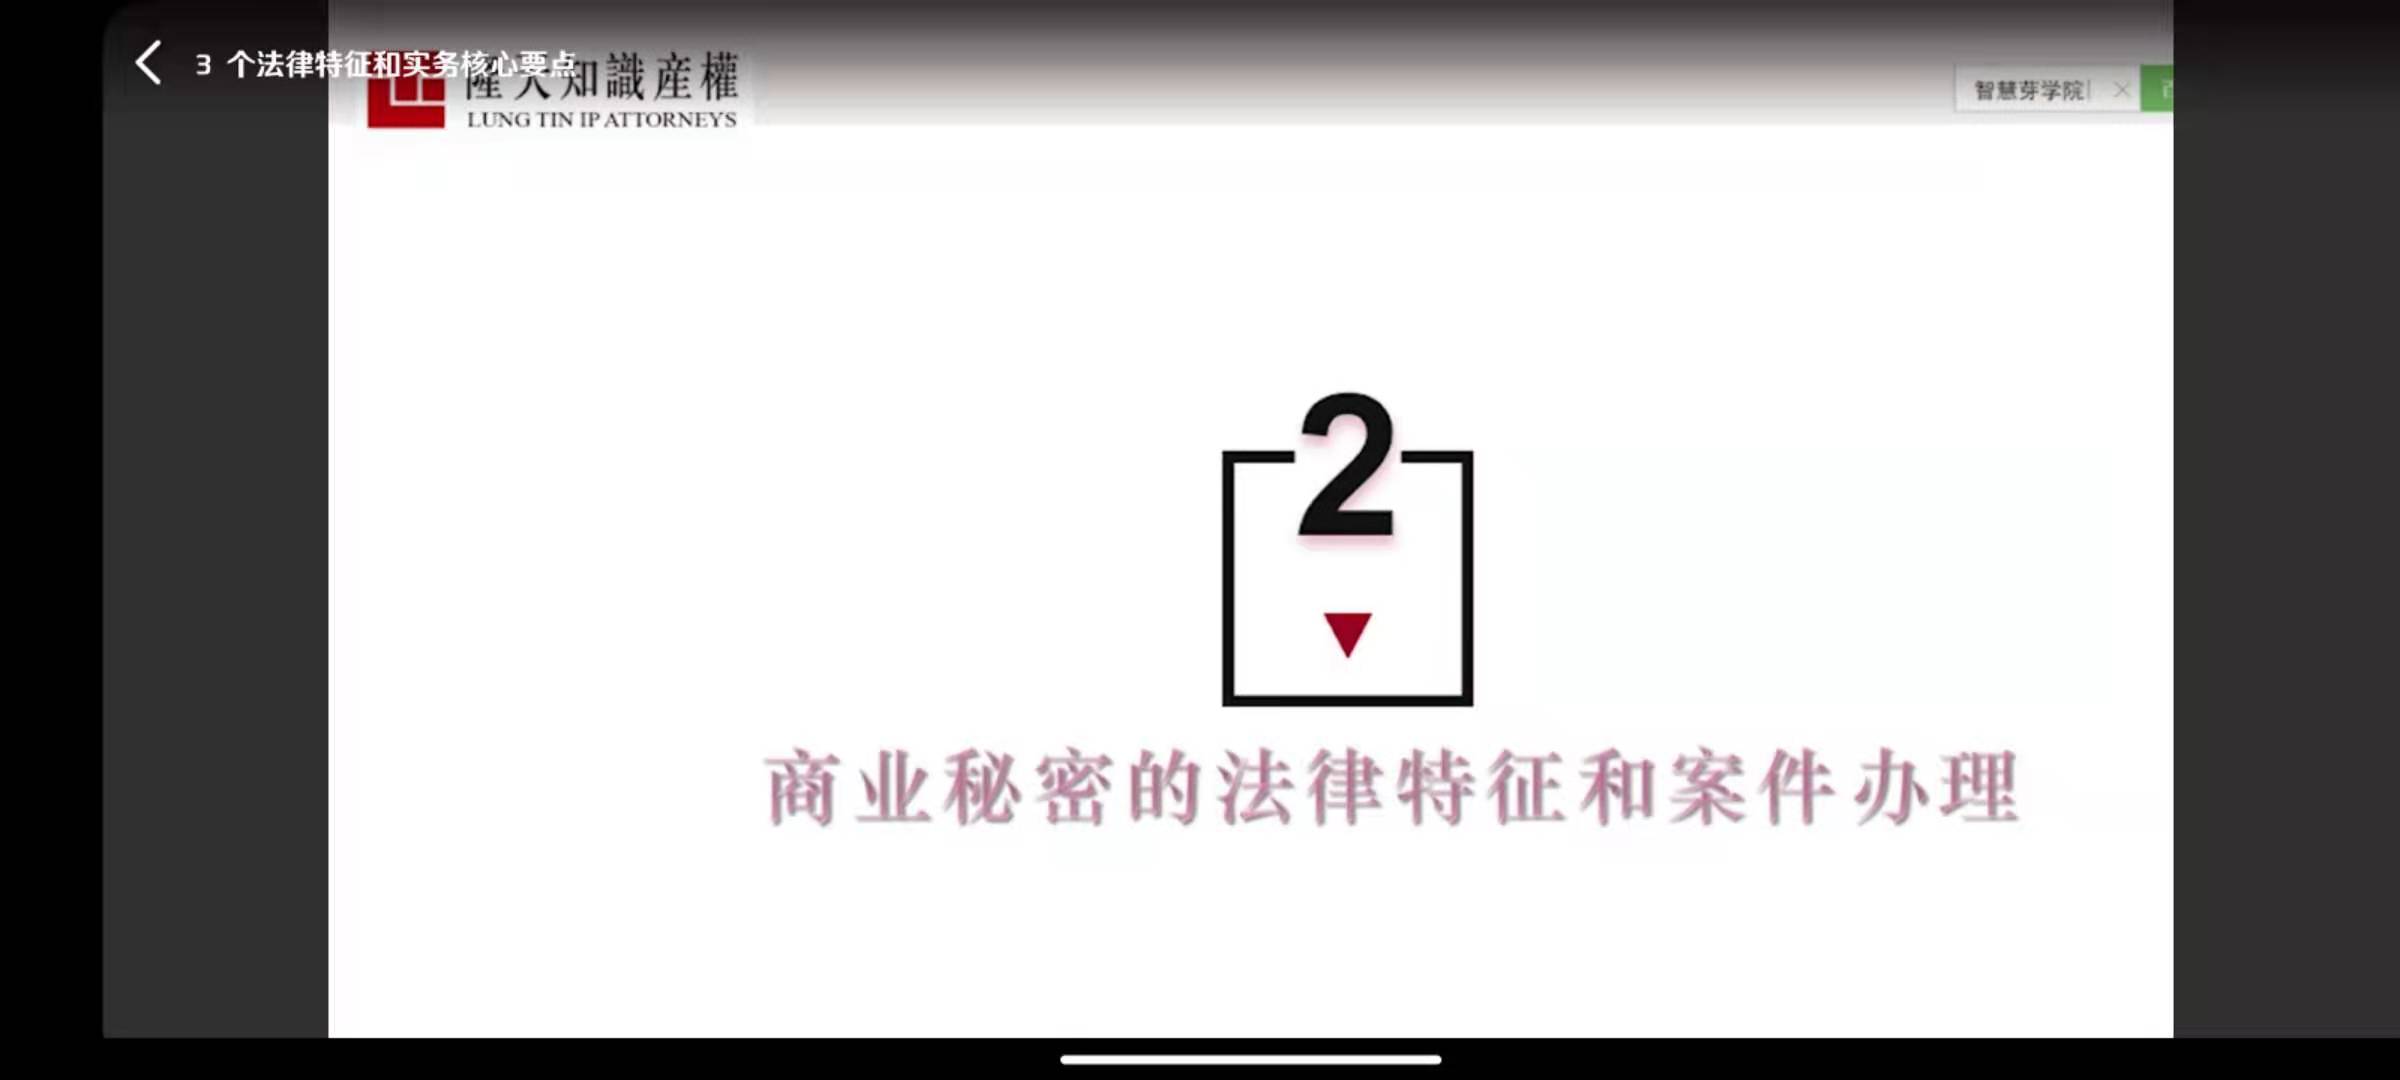 3 个法律特征和实务核心要点
隆天知識産權
LUNG TIN IP ATTORNEYS
智慧芽学院
2
商业秘密的法律特征和案件办理